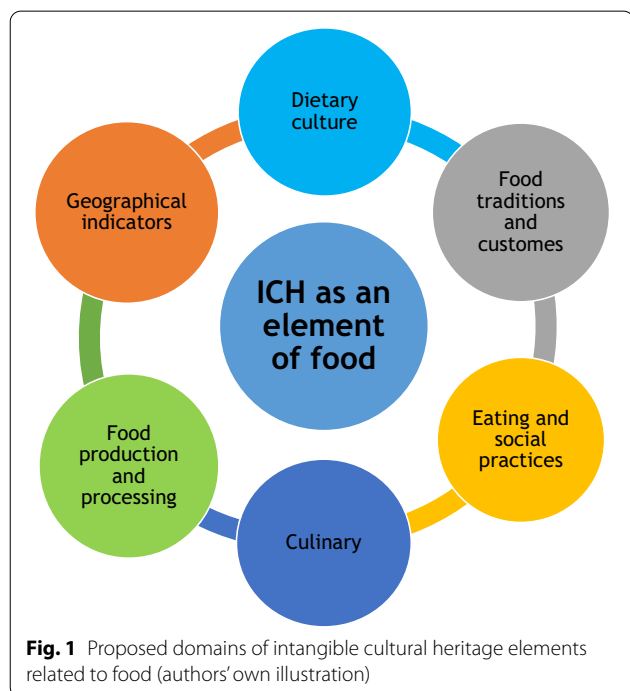 Dietary
culture
Geographical
indicators
Food
traditions
and
customes
ICH as an
element
of food
Food
production
and
processing
Eating and
social
practices
Culinary
Fig. 1 Proposed domains of intangible cultural heritage elements
related to food (authors’ own illustration)